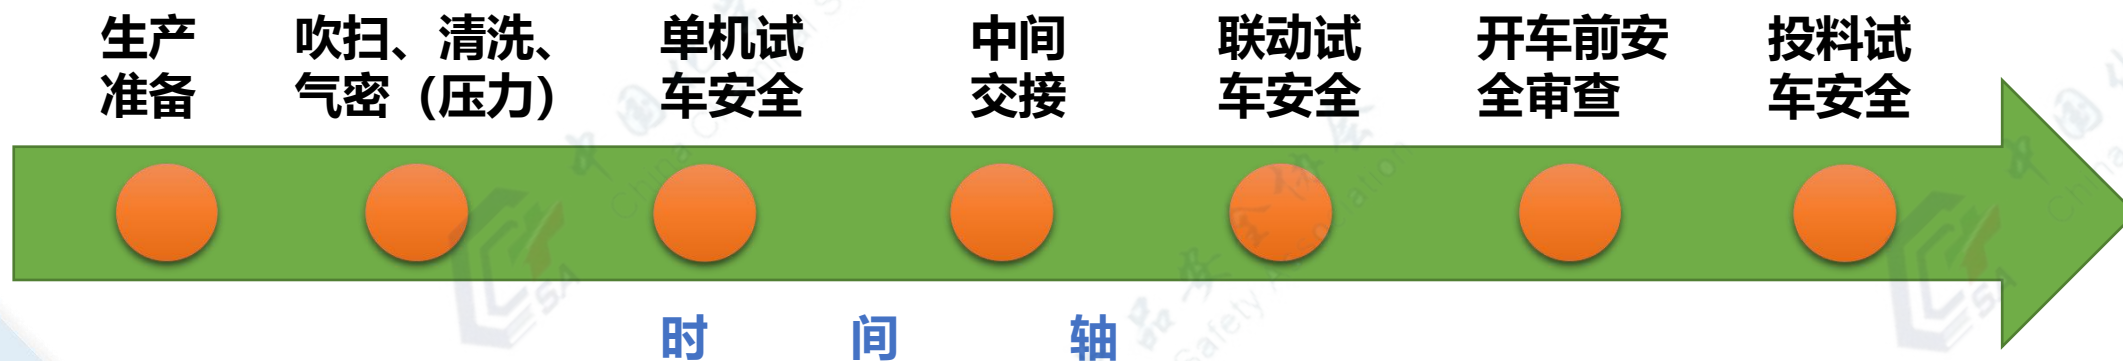 生产
准备
吹扫、清洗、
气密（压力）
单机试
车安全
中间
交接
联动试
车安全
开车前安
全审查
投料试
车安全
时 间 轴